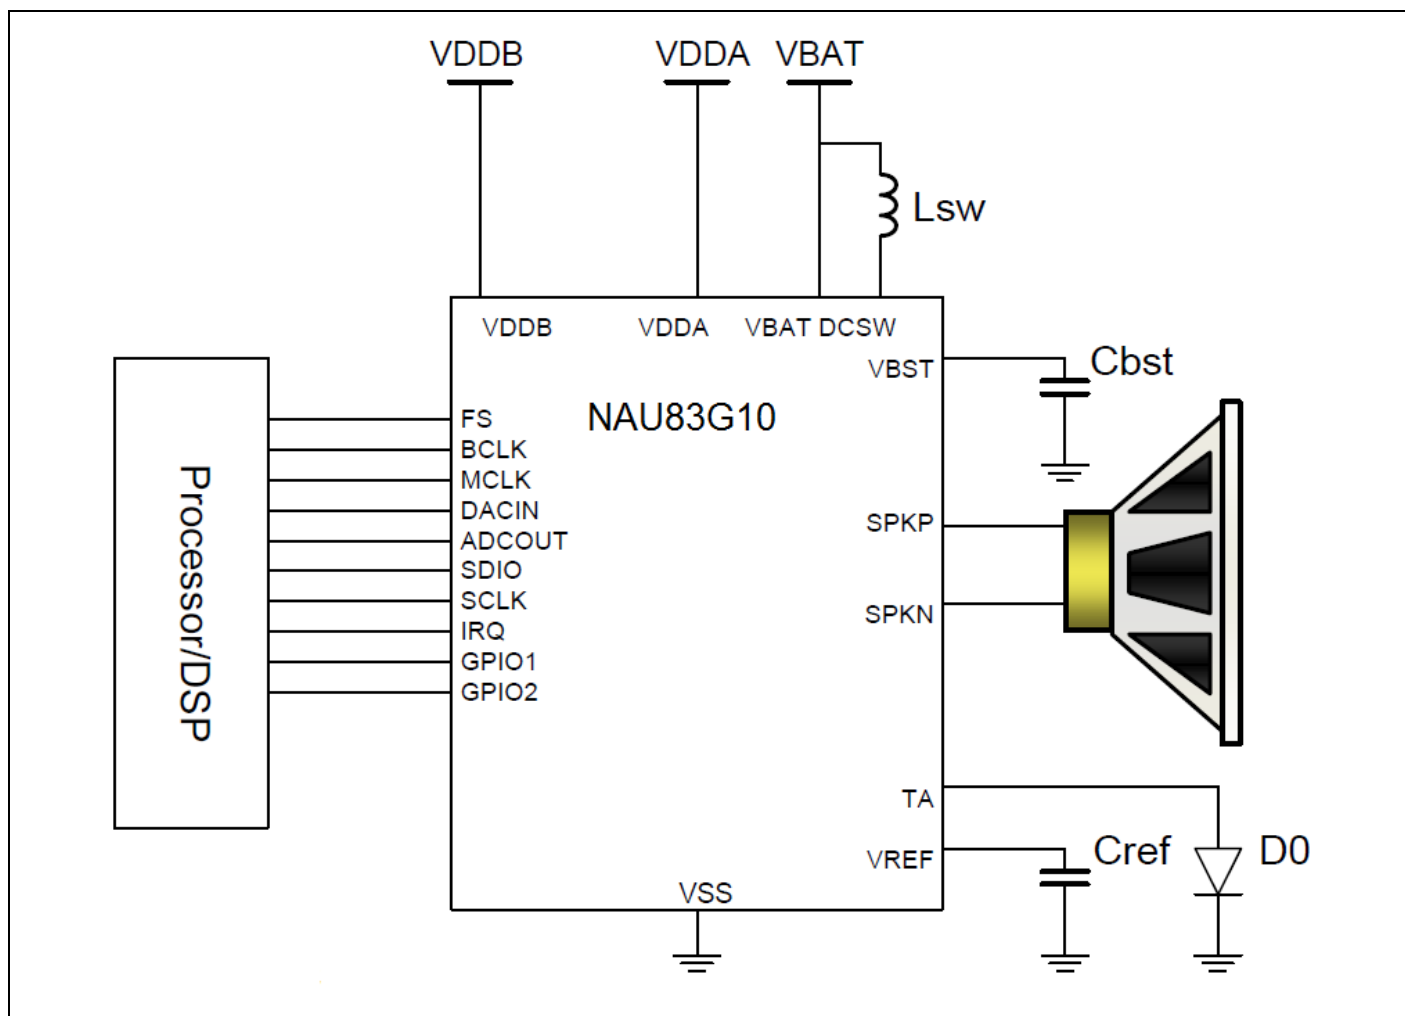 VDDB
VDDA
VBAT
Lsw
VDDB
VDDA
VBAT DCSW
VBST
Cbst
NAU83G10
Processor/DSP
FS
BCLK
MCLK
DACIN
ADCOUT
SDIO
SCLK
IRQ
GPIO1
GPIO2
SPKP
SPKN
TA
VREF
Cref
D0
VSS